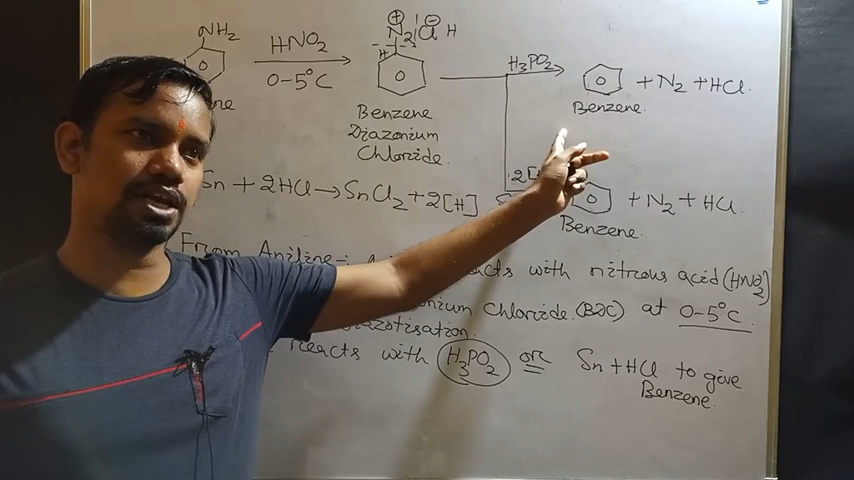 NH₂ HNO₂ 0-5°C
⊕ N₂ Cl ⊖ H
H
Benzene Diazonium Chloride.
H₃PO₂
+ N₂ + HCl.
Benzene.
Sn + 2HCl → SnCl₂ + 2[H]
2[H
+ N₂ + HCl.
Benzene.
From Aniline:- with nitrous acid (HNO₂)
Chloride. (BDC) at 0-5°C.
reacts with H₃PO₂ or Sn + HCl to give
Benzene.